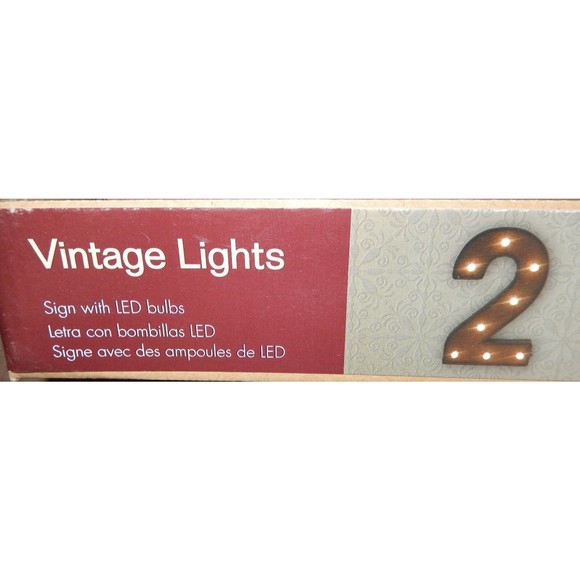 Vintage Lights
Sign with LED bulbs
Letra con bombillas LED
Signe avec des ampoules de LED
2